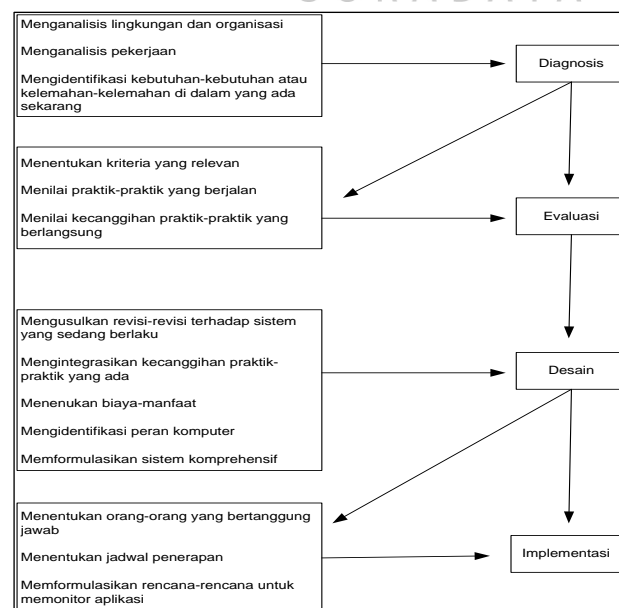 Menganalisis lingkungan dan organisasi
Menganalisis pekerjaan
Mengidentifikasi kebutuhan-kebutuhan atau
kelemahan-kelemahan di dalam yang ada
sekarang
Diagnosis
Menentukan kriteria yang relevan
Menilai praktik-praktik yang berjalan
Menilai kecanggihan praktik-praktik yang
berlangsung
Evaluasi
Mengusulkan revisi-revisi terhadap sistem
yang sedang berlaku
Mengintegrasikan kecanggihan praktik-
praktik yang ada
Menenukan biaya-manfaat
Mengidentifikasi peran komputer
Memformulasikan sistem komprehensif
Desain
Menentukan orang-orang yang bertanggung
jawab
Menentukan jadwal penerapan
Memformulasikan rencana-rencana untuk
memonitor aplikasi
Implementasi